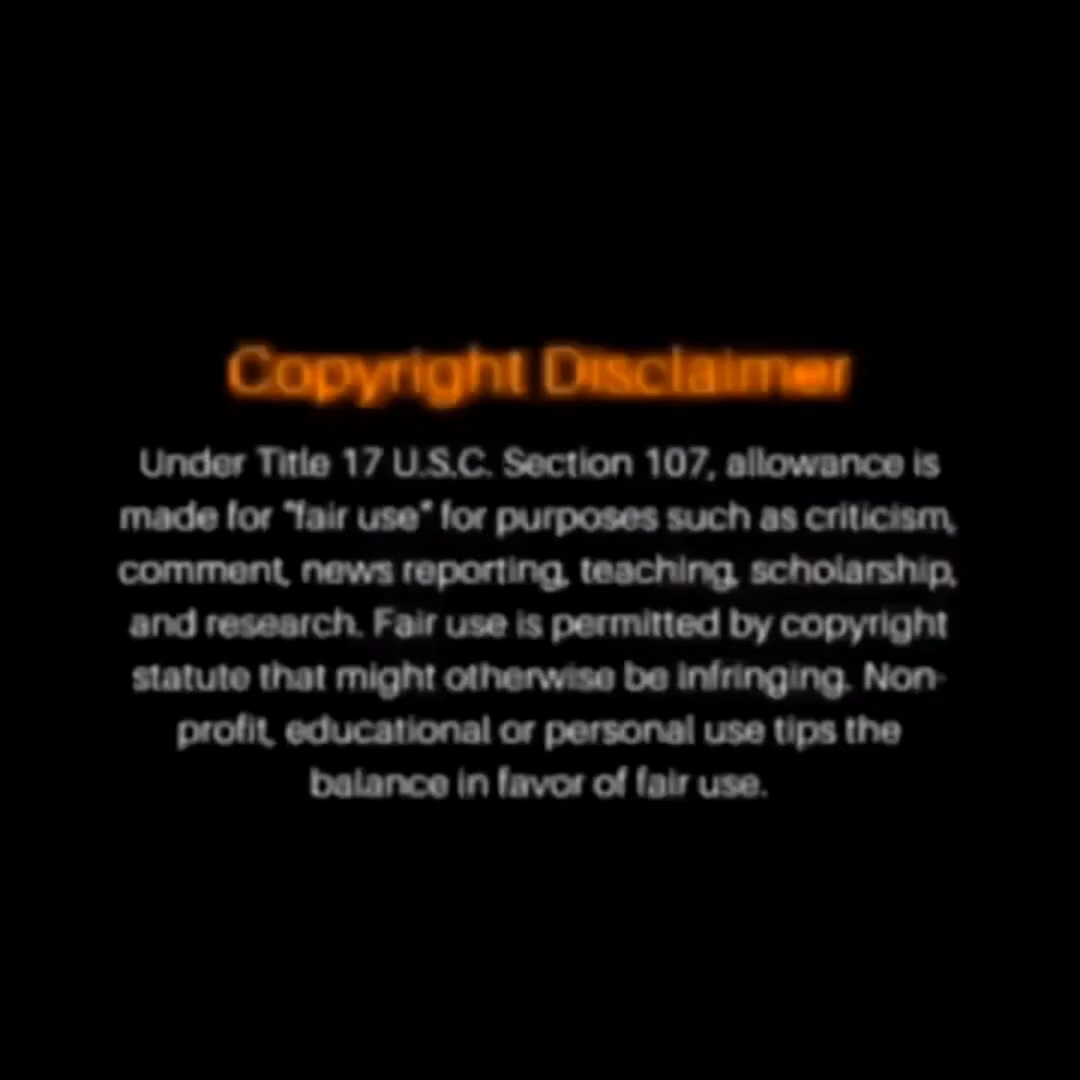 Copyright Disclaimer
Under Title 17 U.S.C. Section 107, allowance is
made for "fair use" for purposes such as criticism,
comment, news reporting, teaching, scholarship,
and research. Fair use is permitted by copyright
statute that might otherwise be infringing. Non-
profit, educational or personal use tips the
balance in favor of fair use.